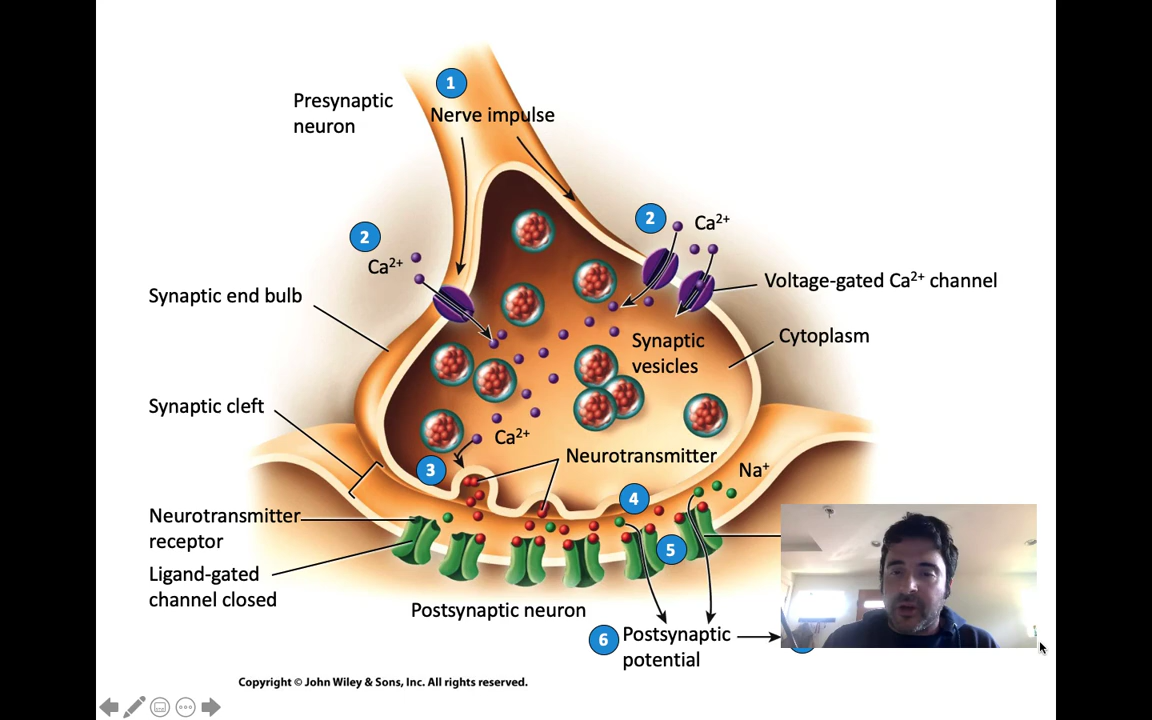 1
Presynaptic
neuron
Nerve impulse
2
Ca²⁺
2
Ca²⁺
Synaptic end bulb
Voltage-gated Ca²⁺ channel
Cytoplasm
Synaptic
vesicles
Synaptic cleft
Ca²⁺
Neurotransmitter
3
Na⁺
4
Neurotransmitter
receptor
5
Ligand-gated
channel closed
Postsynaptic neuron
6
Postsynaptic
potential
Copyright © John Wiley & Sons, Inc. All rights reserved.